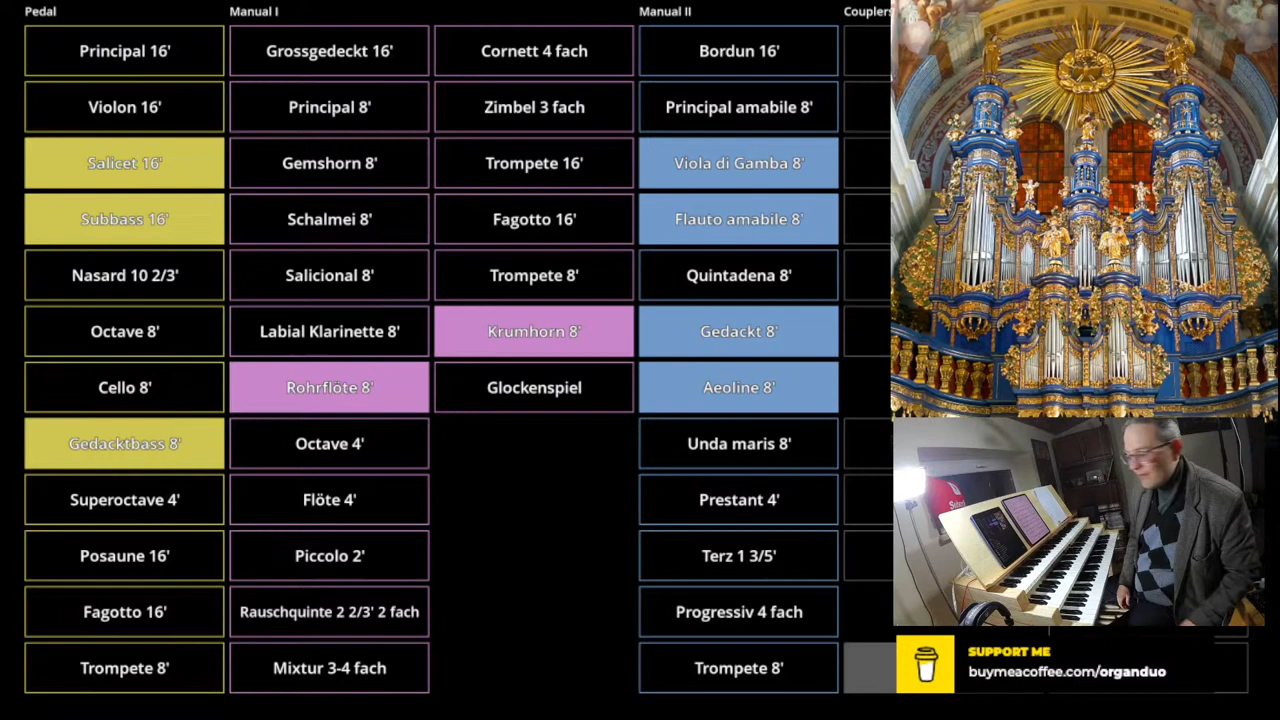 Pedal
Principal 16'
Violon 16'
Salicet 16'
Subbass 16'
Nasard 10 2/3'
Octave 8'
Cello 8'
Gedacktbass 8'
Superoctave 4'
Posaune 16'
Fagotto 16'
Trompete 8'
Manual I
Grossgedeckt 16'
Principal 8'
Gemshorn 8'
Schalmei 8'
Salicional 8'
Labial Klarinette 8'
Rohrflöte 8'
Octave 4'
Flöte 4'
Piccolo 2'
Rauschquinte 2 2/3' 2 fach
Mixtur 3-4 fach
Cornett 4 fach
Zimbel 3 fach
Trompete 16'
Fagotto 16'
Trompete 8'
Krumhorn 8'
Glockenspiel
Manual II
Bordun 16'
Principal amabile 8'
Viola di Gamba 8'
Flauto amabile 8'
Quintadena 8'
Gedackt 8'
Aeoline 8'
Unda maris 8'
Prestant 4'
Terz 1 3/5'
Progressiv 4 fach
Trompete 8'
Couplers
SUPPORT ME
buymeacoffee.com/organduo